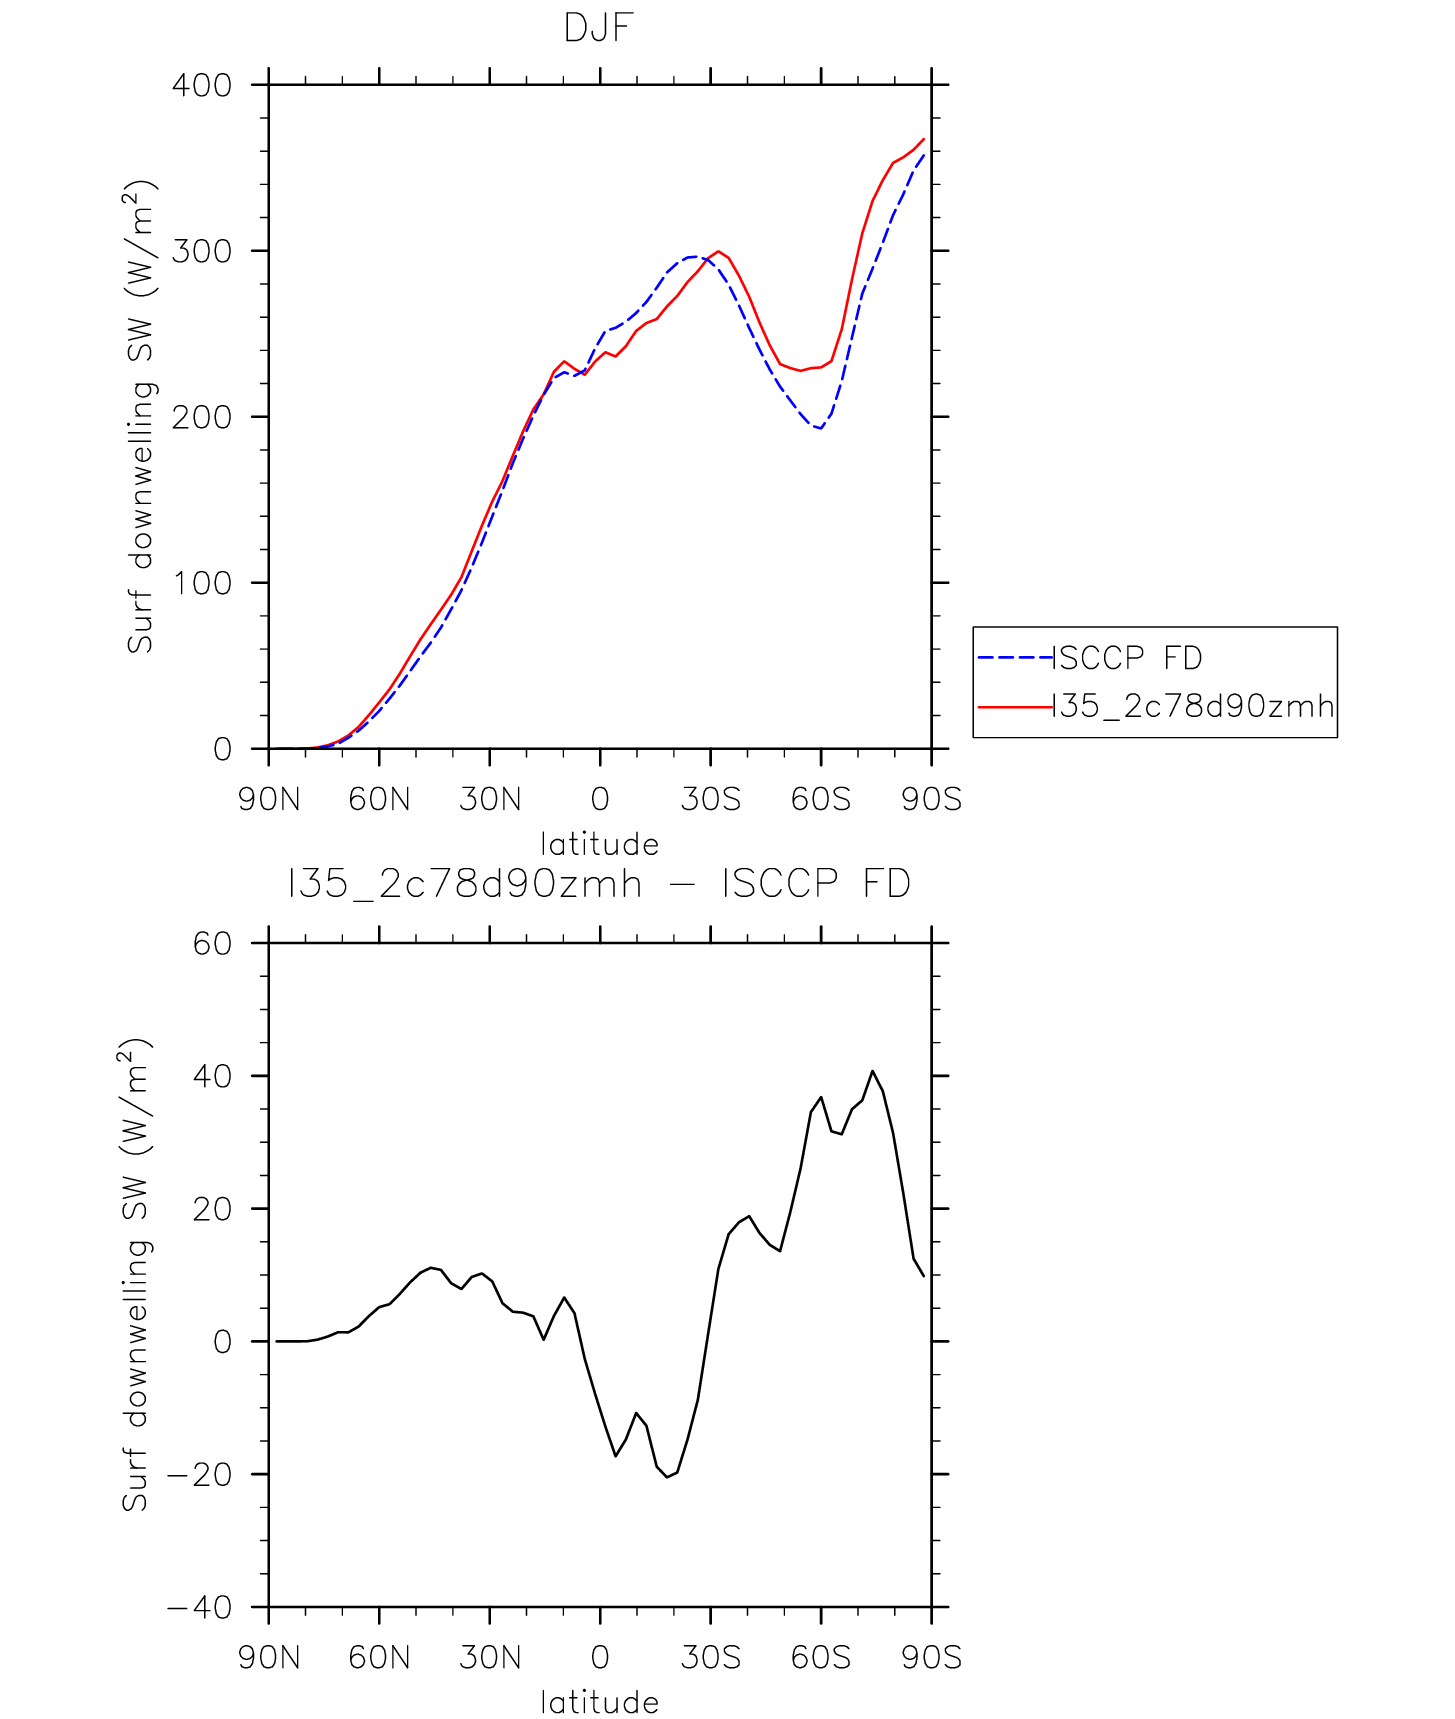 DJF
400
300
200
100
0
Surf downwelling SW (W/m²)
90N 60N 30N 0 30S 60S 90S
latitude
ISCCP FD
I35_2c78d90zmh
I35_2c78d90zmh − ISCCP FD
60
40
20
0
−20
−40
Surf downwelling SW (W/m²)
90N 60N 30N 0 30S 60S 90S
latitude